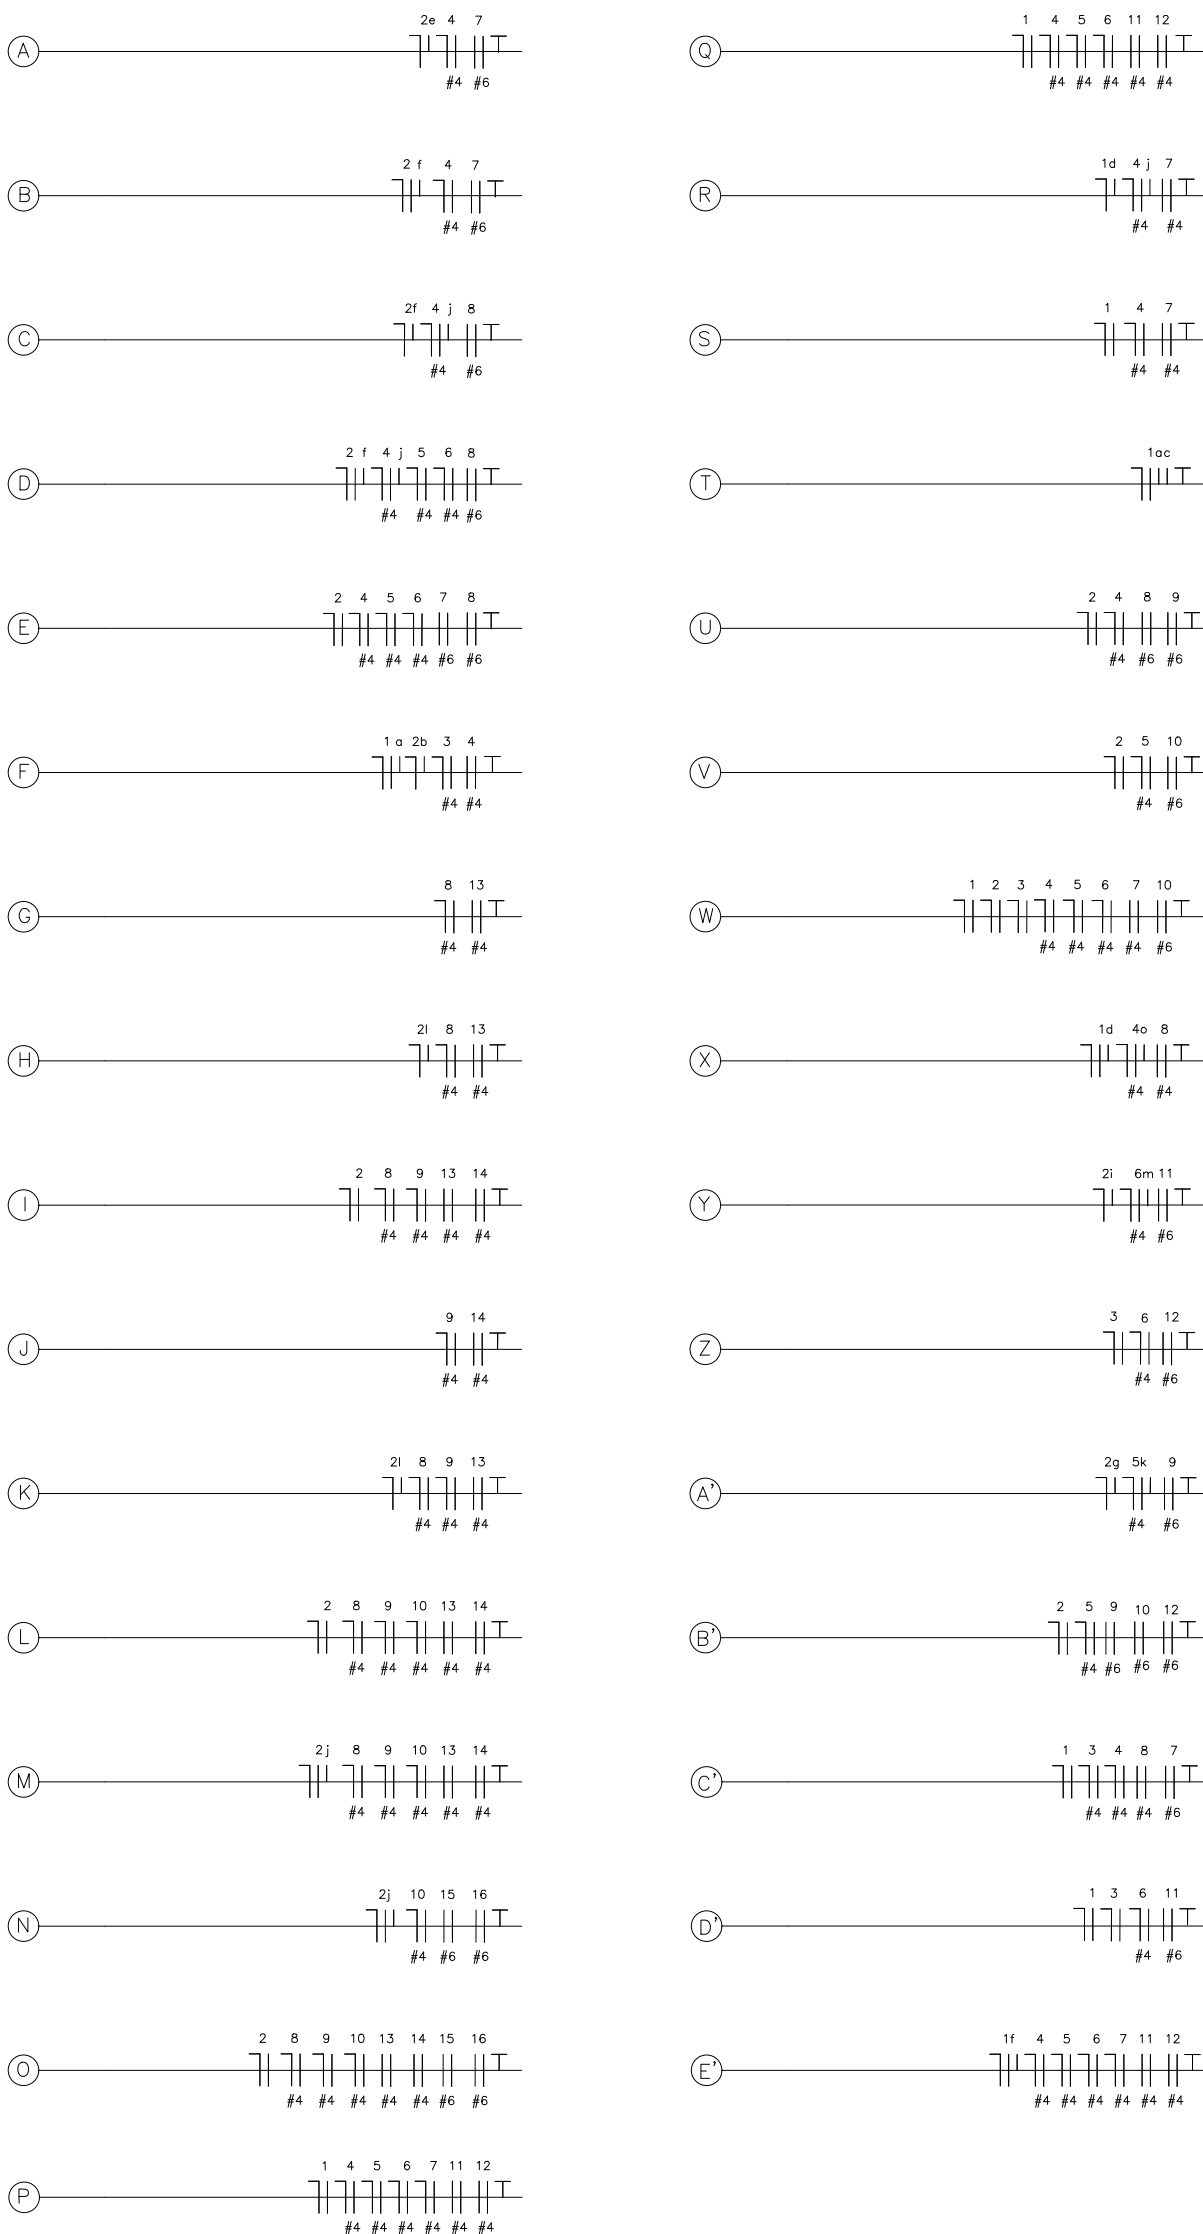 2e 4 7
A
#4 #6
2 f 4 7
B
#4 #6
2f 4 j 8
C
#4 #6
2 f 4 j 5 6 8
D
#4 #4 #4 #6
2 4 5 6 7 8
E
#4 #4 #4 #6 #6
1 a 2b 3 4
F
#4 #4
8 13
G
#4 #4
2l 8 13
H
#4 #4
2 8 9 13 14
I
#4 #4 #4 #4
9 14
J
#4 #4
2l 8 9 13
K
#4 #4 #4
2 8 9 10 13 14
L
#4 #4 #4 #4 #4
2j 8 9 10 13 14
M
#4 #4 #4 #4 #4
2j 10 15 16
N
#4 #6 #6
2 8 9 10 13 14 15 16
O
#4 #4 #4 #4 #4 #6 #6
1 4 5 6 7 11 12
P
#4 #4 #4 #4 #4 #4
1 4 5 6 11 12
Q
#4 #4 #4 #4 #4
1d 4 j 7
R
#4 #4
1 4 7
S
#4 #4
1ac
T
2 4 8 9
U
#4 #6 #6
2 5 10
V
#4 #6
1 2 3 4 5 6 7 10
W
#4 #4 #4 #4 #6
1d 4o 8
X
#4 #4
2i 6m 11
Y
#4 #6
3 6 12
Z
#4 #6
2g 5k 9
A'
#4 #6
2 5 9 10 12
B'
#4 #6 #6 #6
1 3 4 8 7
C'
#4 #4 #4 #6
1 3 6 11
D'
#4 #6
1f 4 5 6 7 11 12
E'
#4 #4 #4 #4 #4 #4